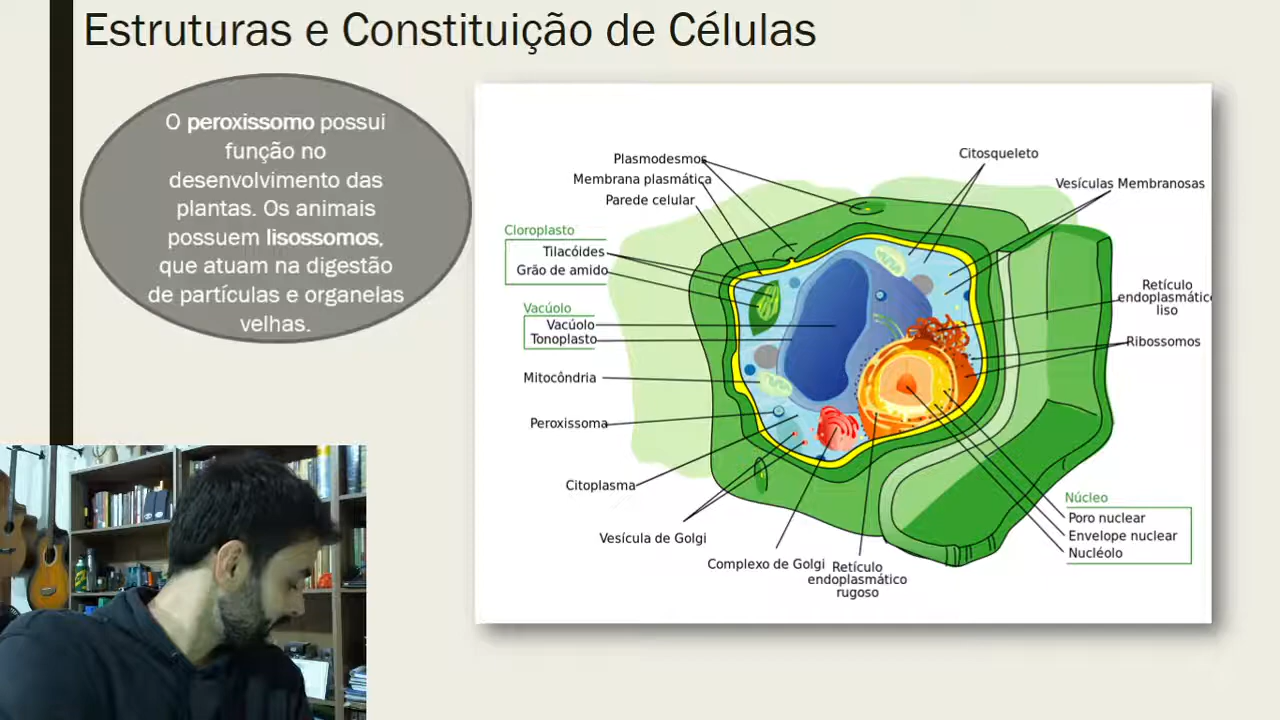 Estruturas e Constituição de Células
O peroxissomo possui
função no
desenvolvimento das
plantas. Os animais
possuem lisossomos,
que atuam na digestão
de partículas e organelas
velhas.
Plasmodesmos
Membrana plasmática
Parede celular
Cloroplasto
Tilacóides
Grão de amido
Vacúolo
Vacúolo
Tonoplasto
Mitocôndria
Peroxissoma
Citoplasma
Vesícula de Golgi
Complexo de Golgi
Retículo
endoplasmático
rugoso
Citosqueleto
Vesículas Membranosas
Retículo
endoplasmático
liso
Ribossomos
Núcleo
Poro nuclear
Envelope nuclear
Nucléolo